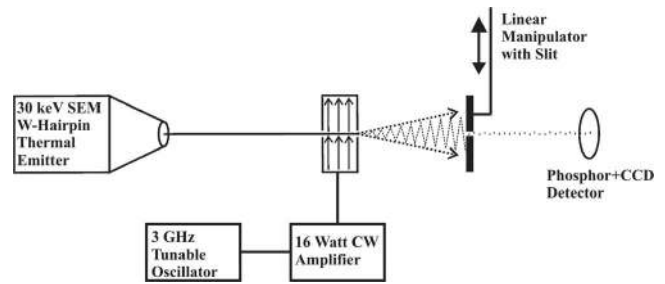 Linear
Manipulator
with Slit
30 keV SEM
W-Hairpin
Thermal
Emitter
Phosphor+CCD
Detector
3 GHz
Tunable
Oscillator
16 Watt CW
Amplifier